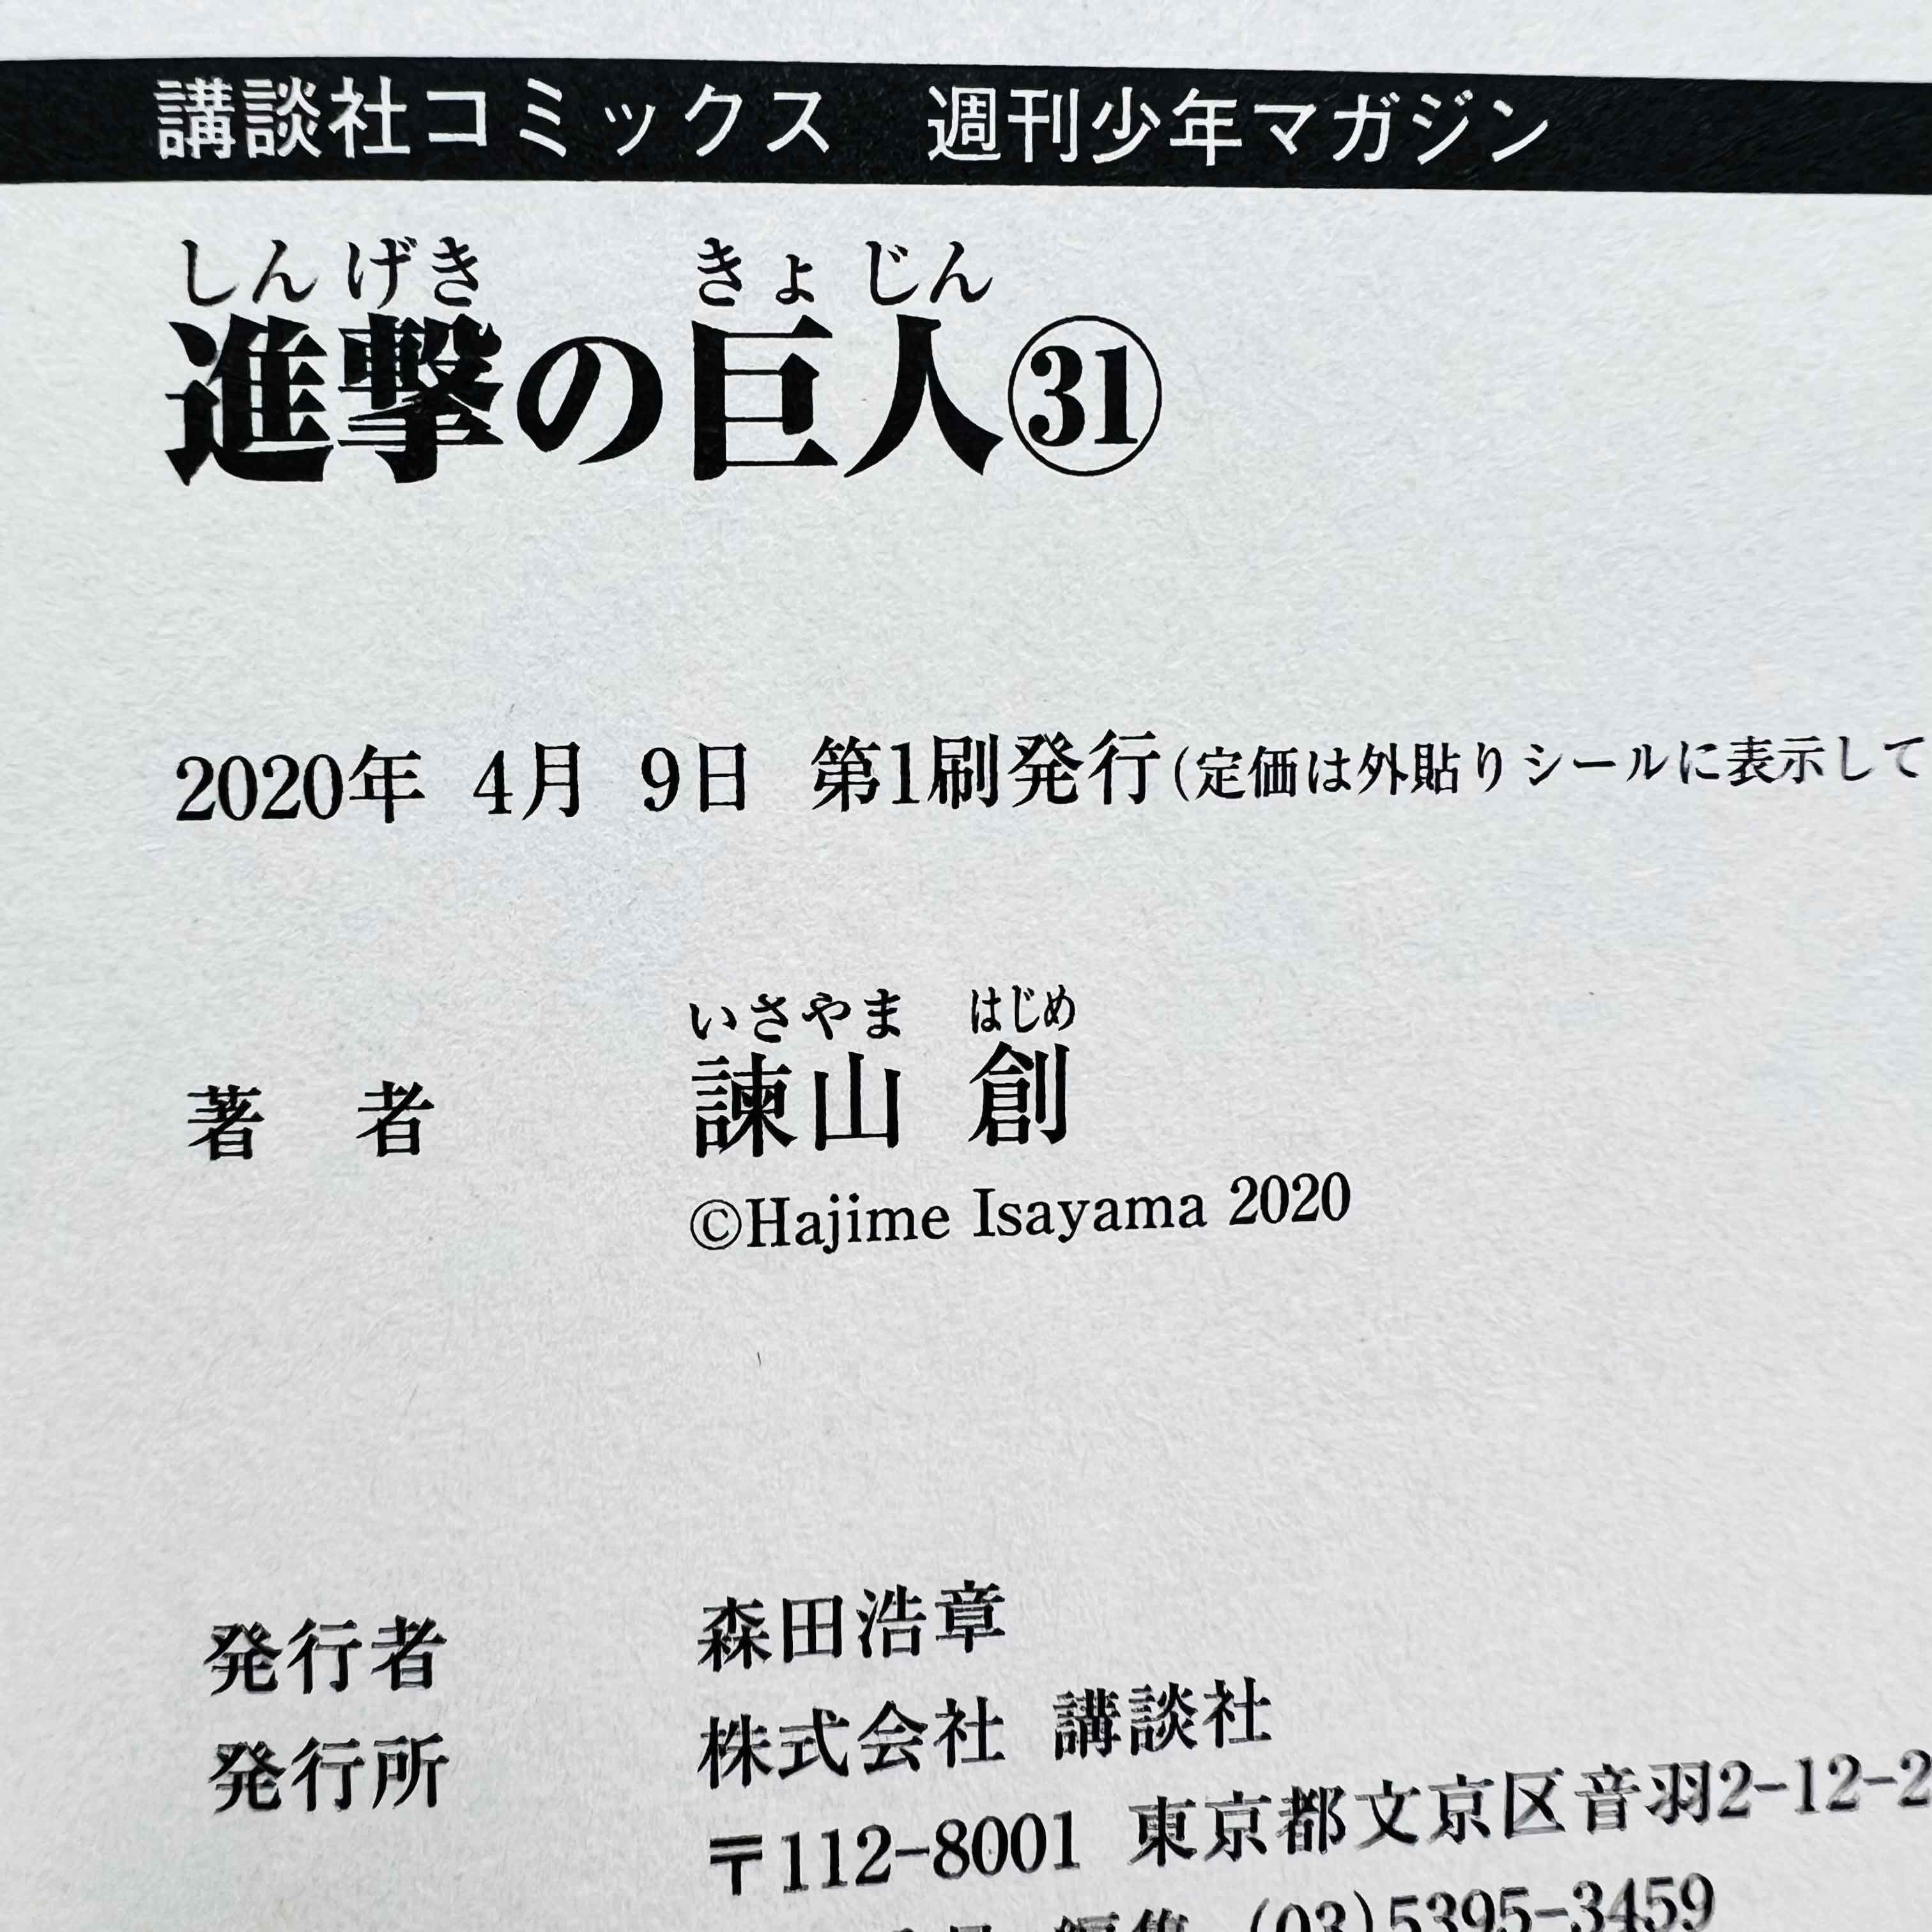 講談社コミックス　週刊少年マガジン
しんげき　きょじん
進撃の巨人㉛
2020年 4月 9日 第1刷発行(定価は外貼りシールに表示して
いさやま はじめ
著　者　諫山 創
©Hajime Isayama 2020
発行者　森田浩章
発行所　株式会社 講談社
〒112-8001 東京都文京区音羽2-12-2
編集 (03)5395-3459